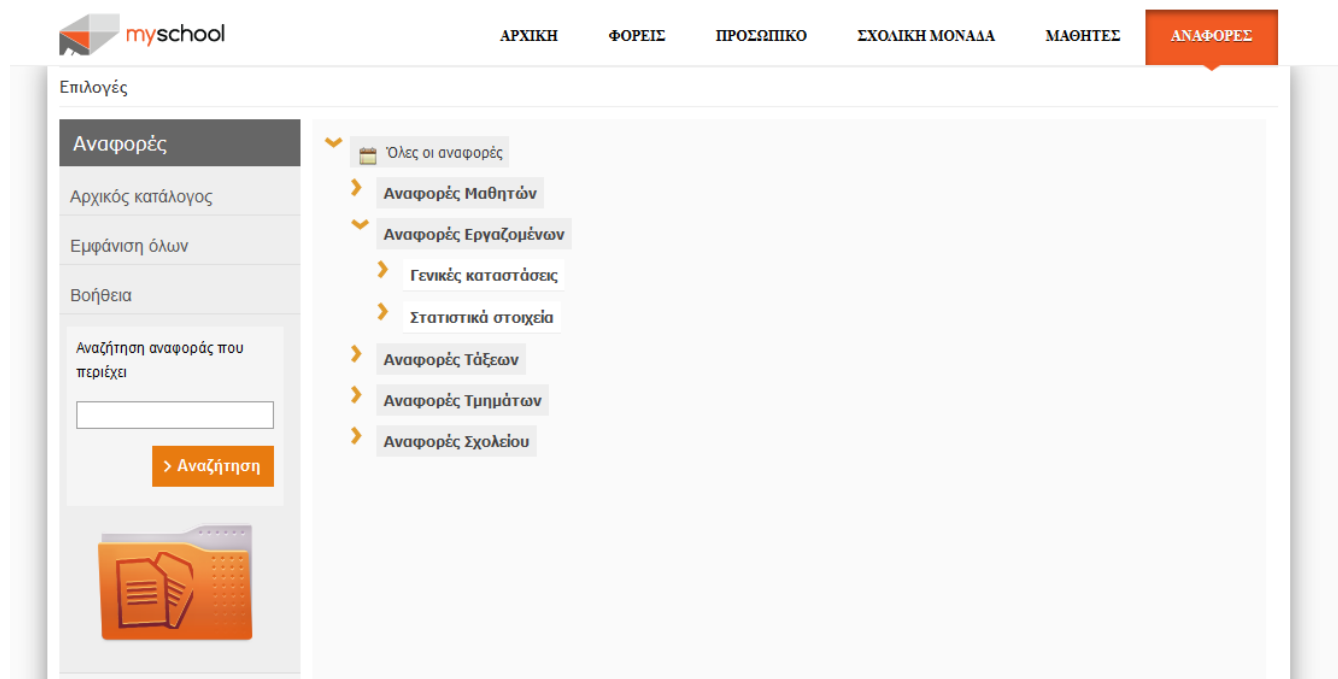 myschool
ΑΡΧΙΚΗ ΦΟΡΕΙΣ ΠΡΟΣΩΠΙΚΟ ΣΧΟΛΙΚΗ ΜΟΝΑΔΑ ΜΑΘΗΤΕΣ ΑΝΑΦΟΡΕΣ
Επιλογές
Αναφορές
Αρχικός κατάλογος
Εμφάνιση όλων
Βοήθεια
Αναζήτηση αναφοράς που
περιέχει
> Αναζήτηση
Όλες οι αναφορές
Αναφορές Μαθητών
Αναφορές Εργαζομένων
Γενικές καταστάσεις
Στατιστικά στοιχεία
Αναφορές Τάξεων
Αναφορές Τμημάτων
Αναφορές Σχολείου